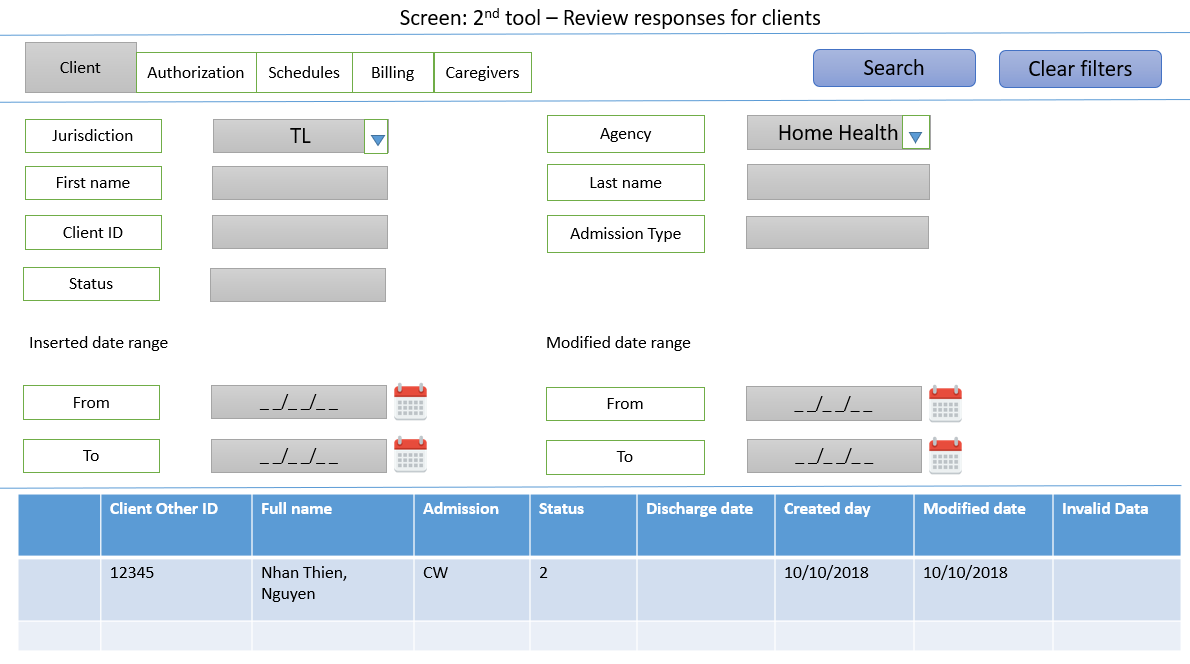 Screen: 2nd tool – Review responses for clients
Client Authorization Schedules Billing Caregivers Search Clear filters
Jurisdiction TL Agency Home Health
First name Last name
Client ID Admission Type
Status
Inserted date range Modified date range
From _ _/_ _/_ _ From _ _/_ _/_ _
To _ _/_ _/_ _ To _ _/_ _/_ _
Client Other ID Full name Admission Status Discharge date Created day Modified date Invalid Data
12345 Nhan Thien, CW 2 10/10/2018 10/10/2018
Nguyen